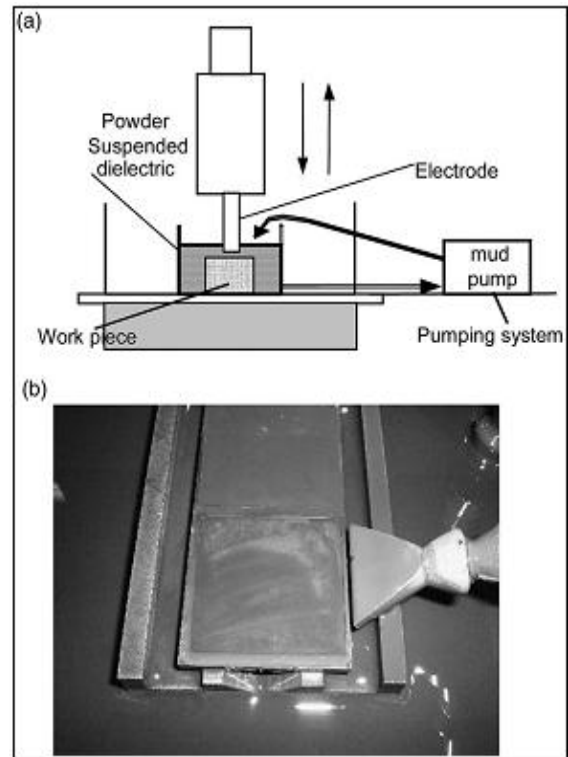 (a)
Powder
Suspended
dielectric
Electrode
mud
pump
Work piece
Pumping system
(b)